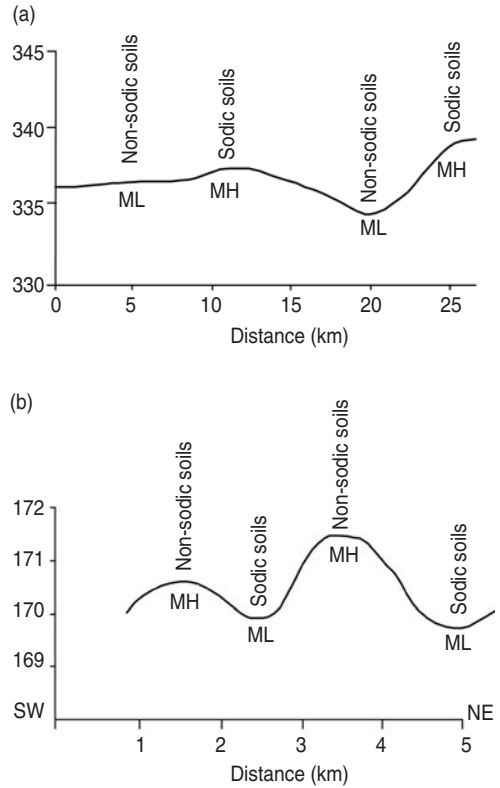 (a)
345
340
335
330
Non-sodic soils
Sodic soils
Non-sodic soils
Sodic soils
ML
MH
ML
MH
0 5 10 15 20 25
Distance (km)
(b)
172
171
170
169
Non-sodic soils
Sodic soils
Non-sodic soils
Sodic soils
MH
ML
MH
ML
SW
NE
1 2 3 4 5
Distance (km)